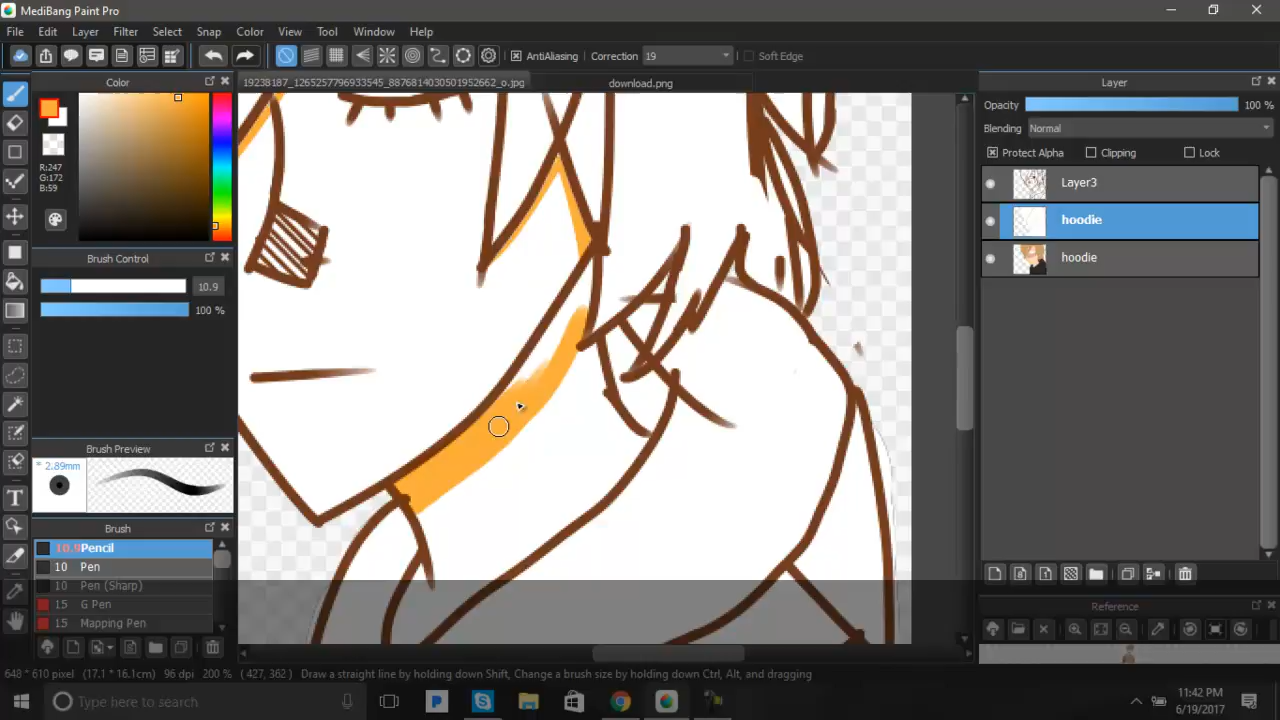 MediBang Paint Pro
File Edit Layer Filter Select Snap Color View Tool Window Help
AntiAliasing Correction 19 Soft Edge
Color
19238187_1265257796933545_8876814030501952662_o.jpg
download.png
Layer
R:247
G:172
B:59
Opacity 100 %
Blending Normal
Protect Alpha Clipping Lock
Layer3
hoodie
hoodie
Brush Control
10.9
100 %
Brush Preview
* 2.89mm
T
Brush
10.9 Pencil
10 Pen
10 Pen (Sharp)
15 G Pen
15 Mapping Pen
Reference
648 * 610 pixel (17.1 * 16.1cm) 96 dpi 200 % ( 427, 362 ) Draw a straight line by holding down Shift, Change a brush size by holding down Ctrl, Alt, and dragging
Type here to search
11:42 PM
6/19/2017